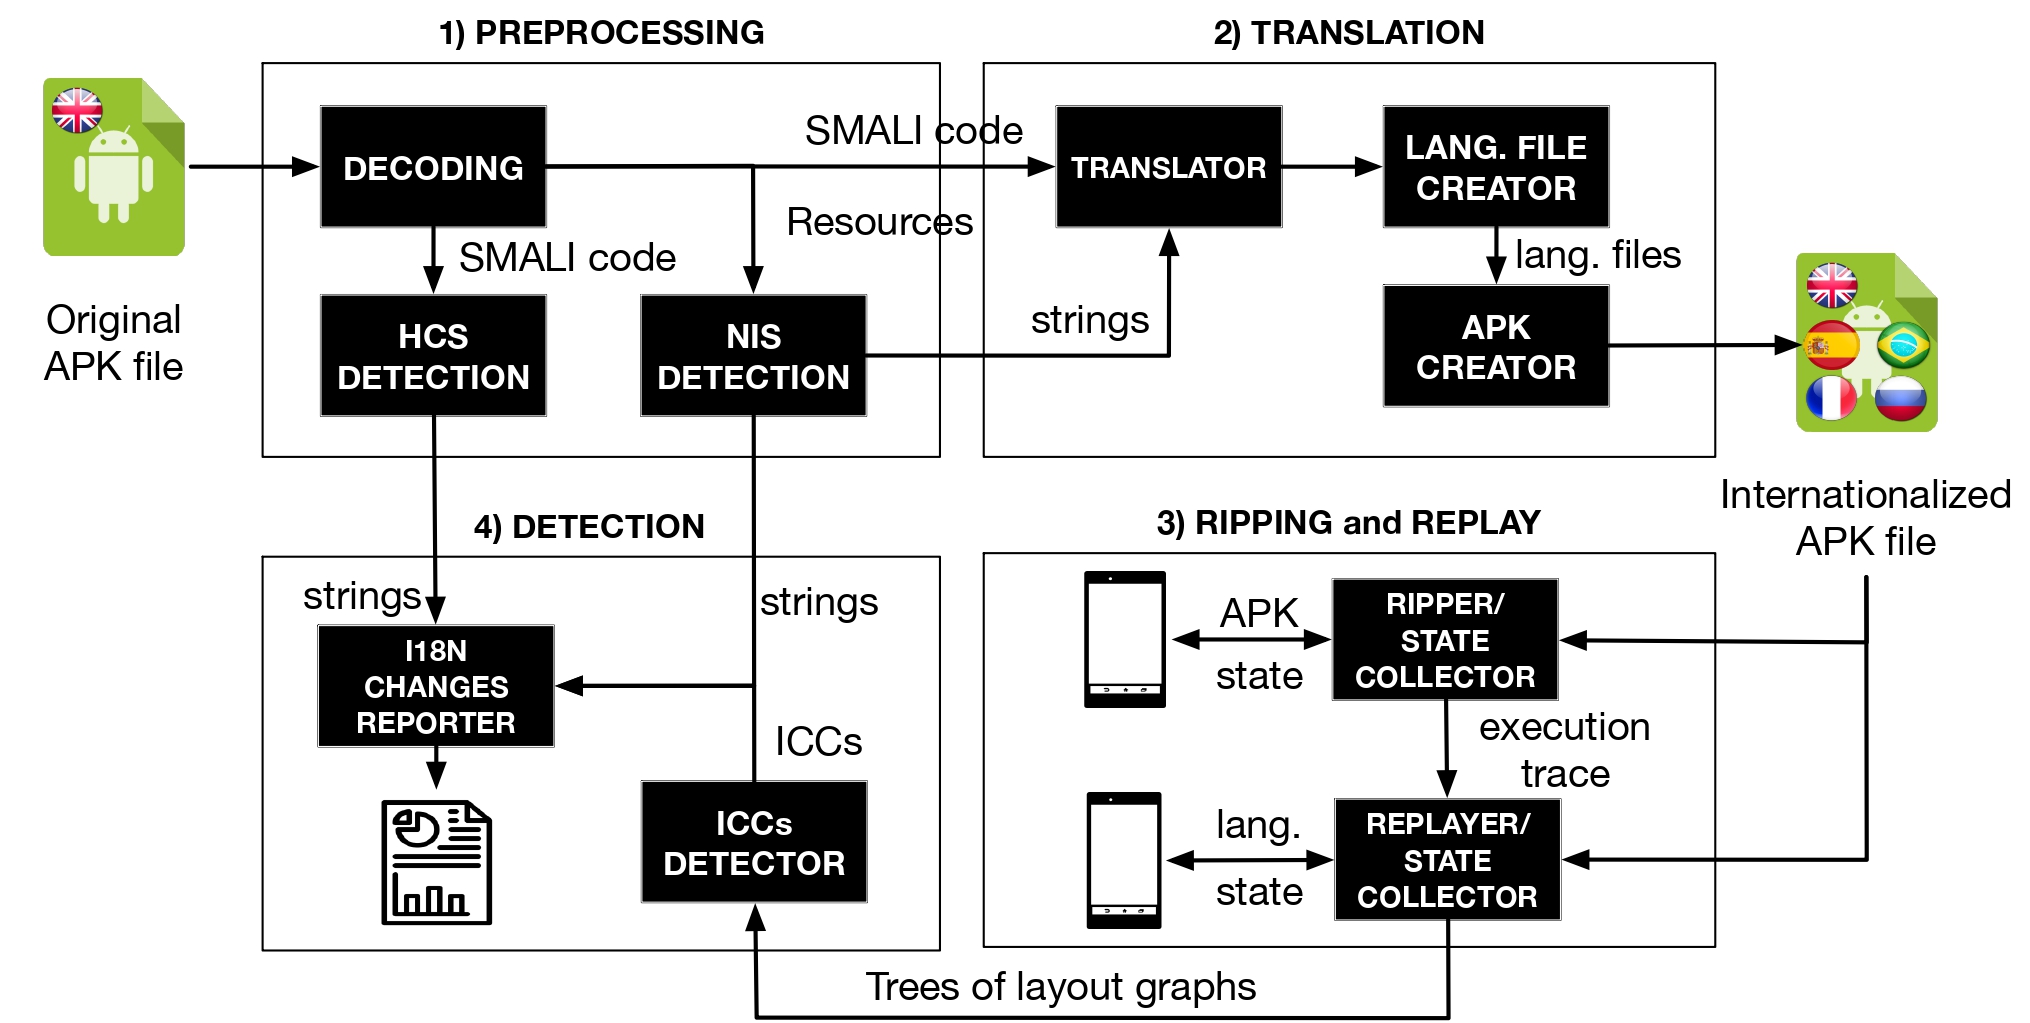 1) PREPROCESSING
2) TRANSLATION
DECODING
SMALI code
TRANSLATOR
LANG. FILE
CREATOR
Resources
SMALI code
lang. files
Original
APK file
HCS
DETECTION
NIS
DETECTION
strings
APK
CREATOR
Internationalized
APK file
4) DETECTION
3) RIPPING and REPLAY
strings
strings
I18N
CHANGES
REPORTER
ICCs
ICCs
DETECTOR
APK
state
RIPPER/
STATE
COLLECTOR
execution
trace
lang.
state
REPLAYER/
STATE
COLLECTOR
Trees of layout graphs